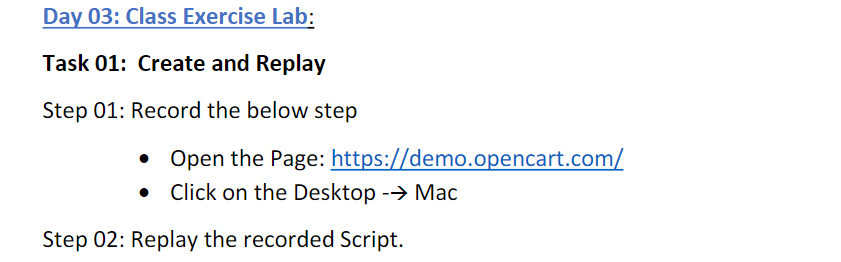 Day 03: Class Exercise Lab:
Task 01:  Create and Replay
Step 01: Record the below step
• Open the Page: https://demo.opencart.com/
• Click on the Desktop -→ Mac
Step 02: Replay the recorded Script.